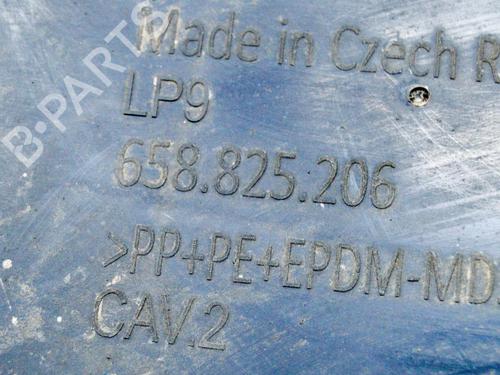 Made in Czech R
LP9
658.825.206
>PP+PE+EPDM-MD
CAV.2
B-PARTS